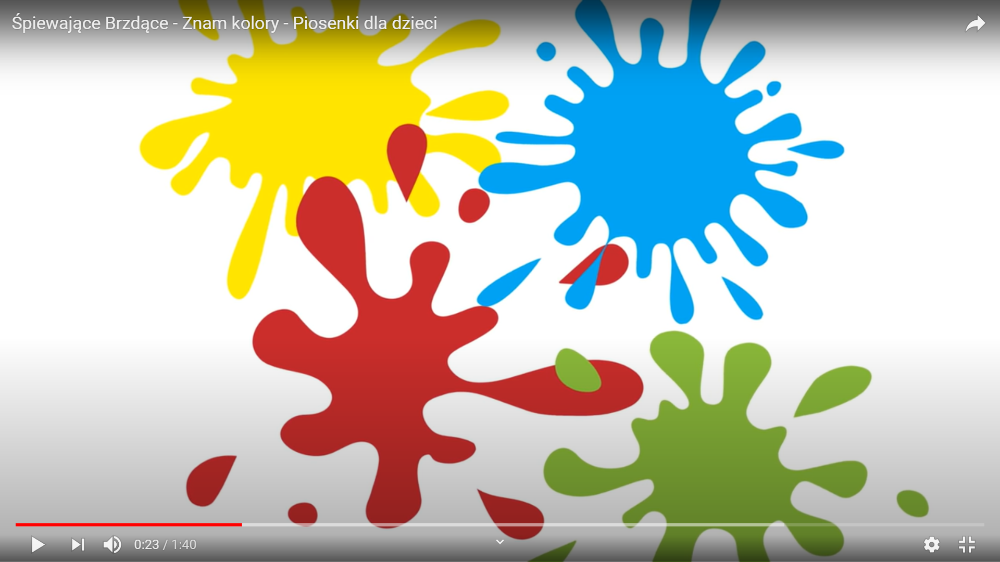 Śpiewające Brzdące - Znam kolory - Piosenki dla dzieci
0:23 / 1:40